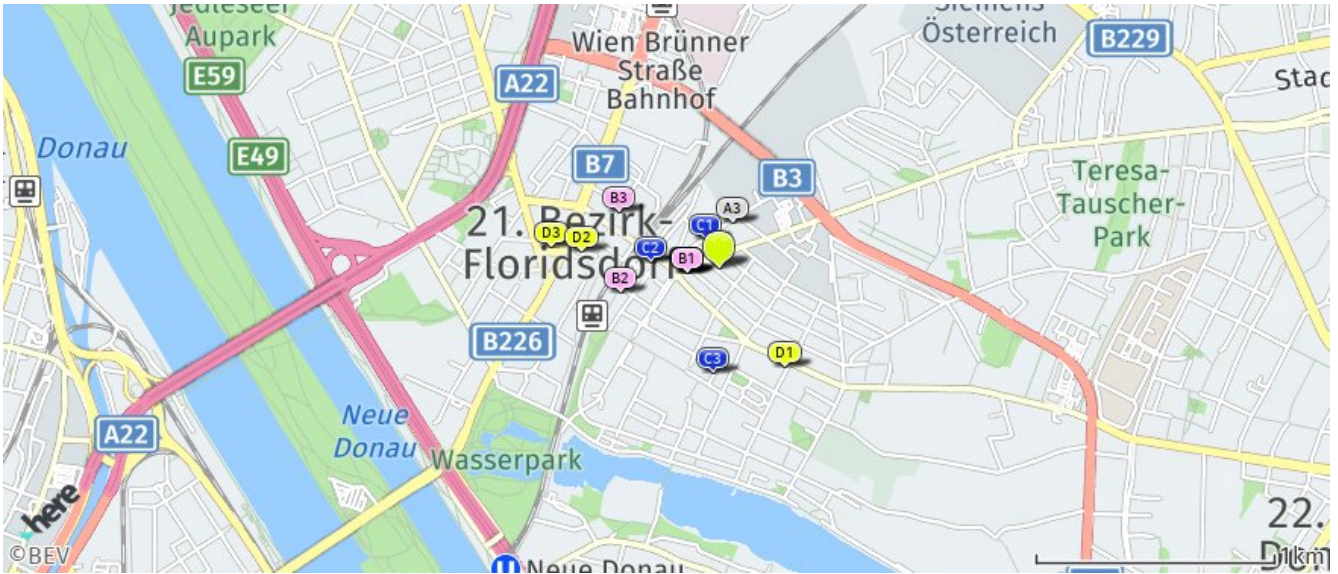 Jedleseer
Aupark
Siemens
Österreich
B229
E59
A22
Wien Brünner
Straße
Bahnhof
Donau
E49
B7
B3
Teresa-
Tauscher-
Park
B3
A3
21. Bezirk-
Floridsdorf
D3
D2
C1
C2
B1
B2
B226
C3
D1
Neue
Donau
A22
Wasserpark
here
©BEV
U
Neue Donau
22.
1km